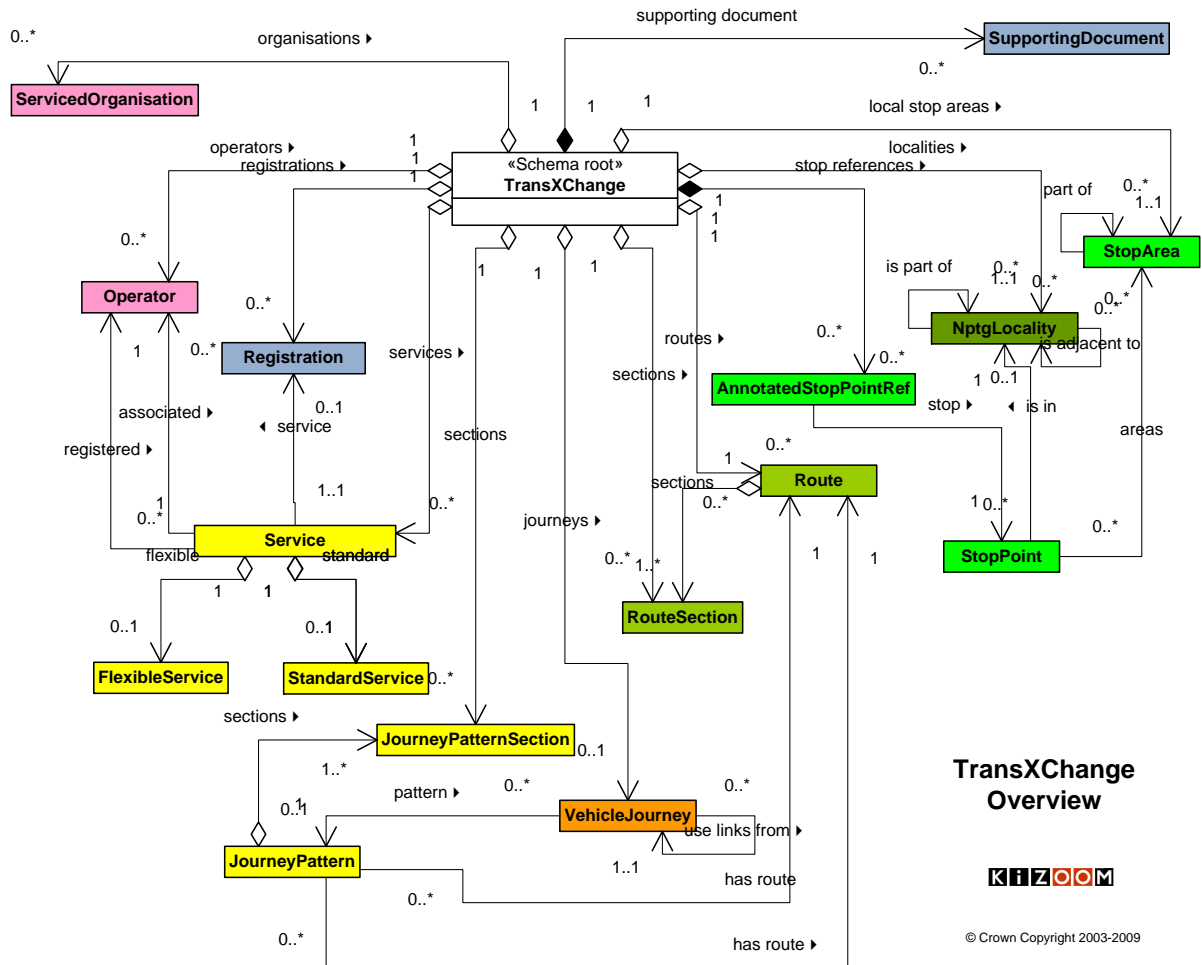 supporting document
0..*
organisations
SupportingDocument
0..*
ServicedOrganisation
1
1
1
local stop areas
operators
1
registrations
1
1
«Schema root»
TransXChange
localities
stop references
part of
0..*
1..1
1
1
1
0..*
StopArea
is part of
0..*
1..1
0..*
0..*
Operator
1
1
1
0..*
NptgLocality
0..*
is adjacent to
0..*
1
0..*
Registration
services
routes
0..*
0..*
sections
AnnotatedStopPointRef
1
0..1
associated
0..1
service
stop
is in
registered
sections
areas
0..*
1
Route
sections
0..*
1..1
1
0..*
0..*
journeys
1
0..*
0..*
Service
flexible
standard
1
1
StopPoint
1
1
0..*
1..*
RouteSection
0..1
0..1
FlexibleService
StandardService
0..*
sections
JourneyPatternSection
0..1
1..*
pattern
0..*
0..*
TransXChange
Overview
1
0..1
VehicleJourney
use links from
JourneyPattern
1..1
has route
KiZOOM
0..*
0..*
has route
© Crown Copyright 2003-2009